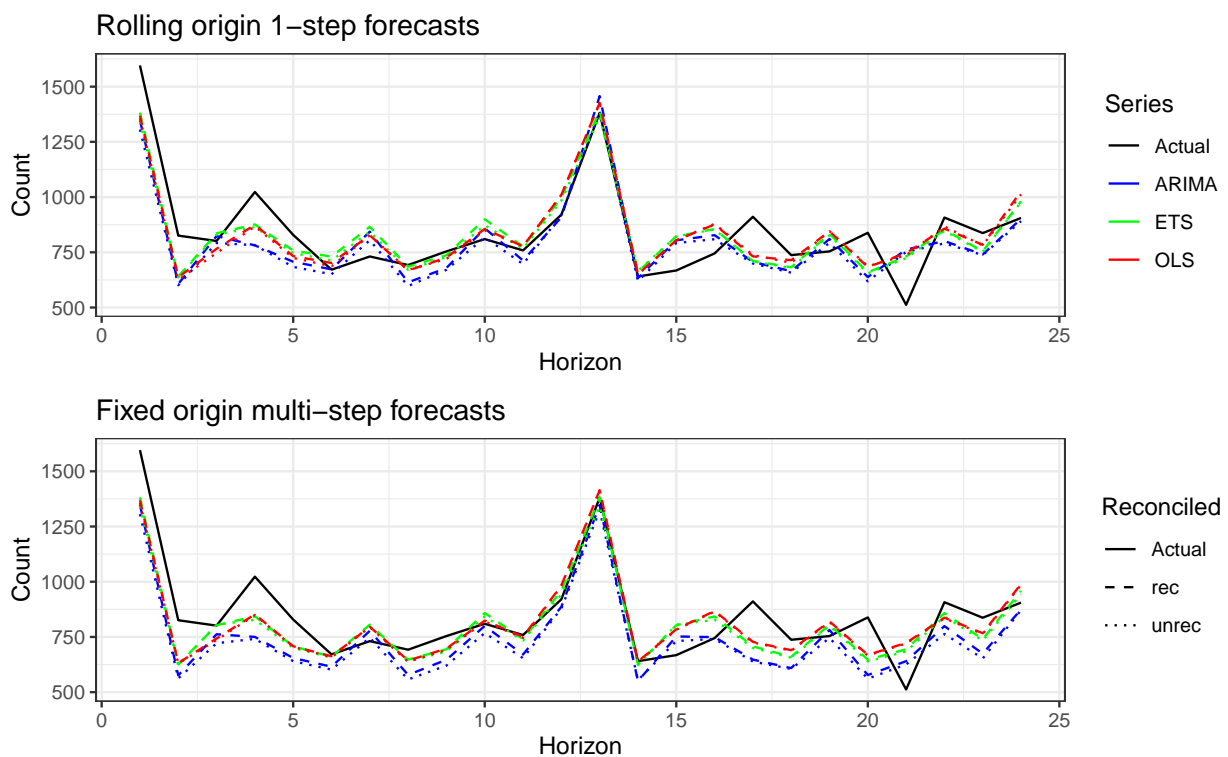 Rolling origin 1−step forecasts
1500
1250
1000
750
500
Count
0 5 10 15 20 25
Horizon
Series
Actual
ARIMA
ETS
OLS
Fixed origin multi−step forecasts
1500
1250
1000
750
500
Count
0 5 10 15 20 25
Horizon
Reconciled
Actual
rec
unrec